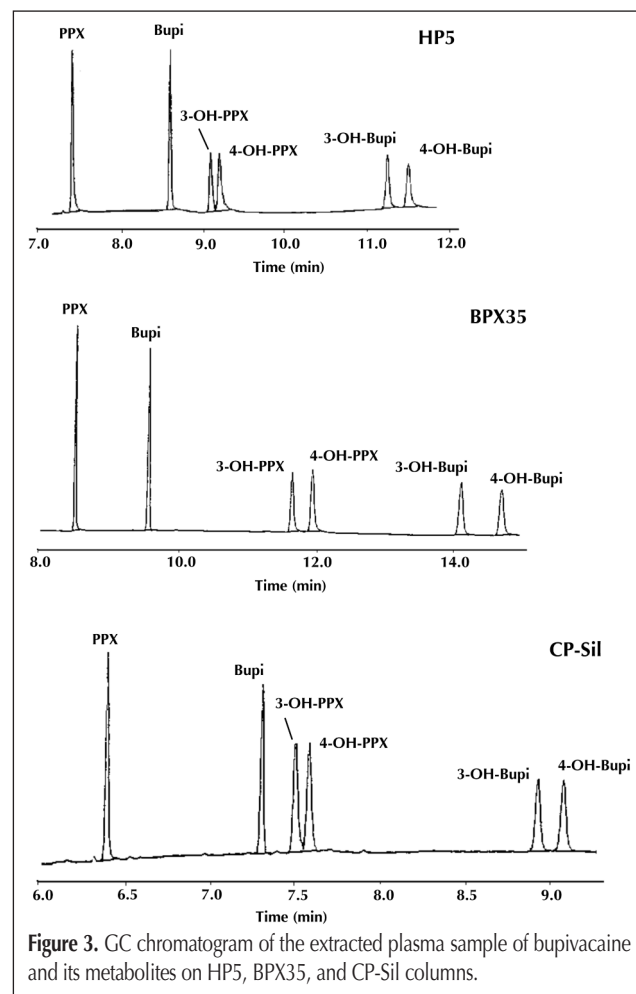 HP5
PPX
Bupi
3-OH-PPX
4-OH-PPX
3-OH-Bupi
4-OH-Bupi
7.0 8.0 9.0 10.0 11.0 12.0
Time (min)
BPX35
PPX
Bupi
3-OH-PPX
4-OH-PPX
3-OH-Bupi
4-OH-Bupi
8.0 10.0 12.0 14.0
Time (min)
CP-Sil
PPX
Bupi
3-OH-PPX
4-OH-PPX
3-OH-Bupi
4-OH-Bupi
6.0 6.5 7.0 7.5 8.0 8.5 9.0
Time (min)
Figure 3. GC chromatogram of the extracted plasma sample of bupivacaine
and its metabolites on HP5, BPX35, and CP-Sil columns.